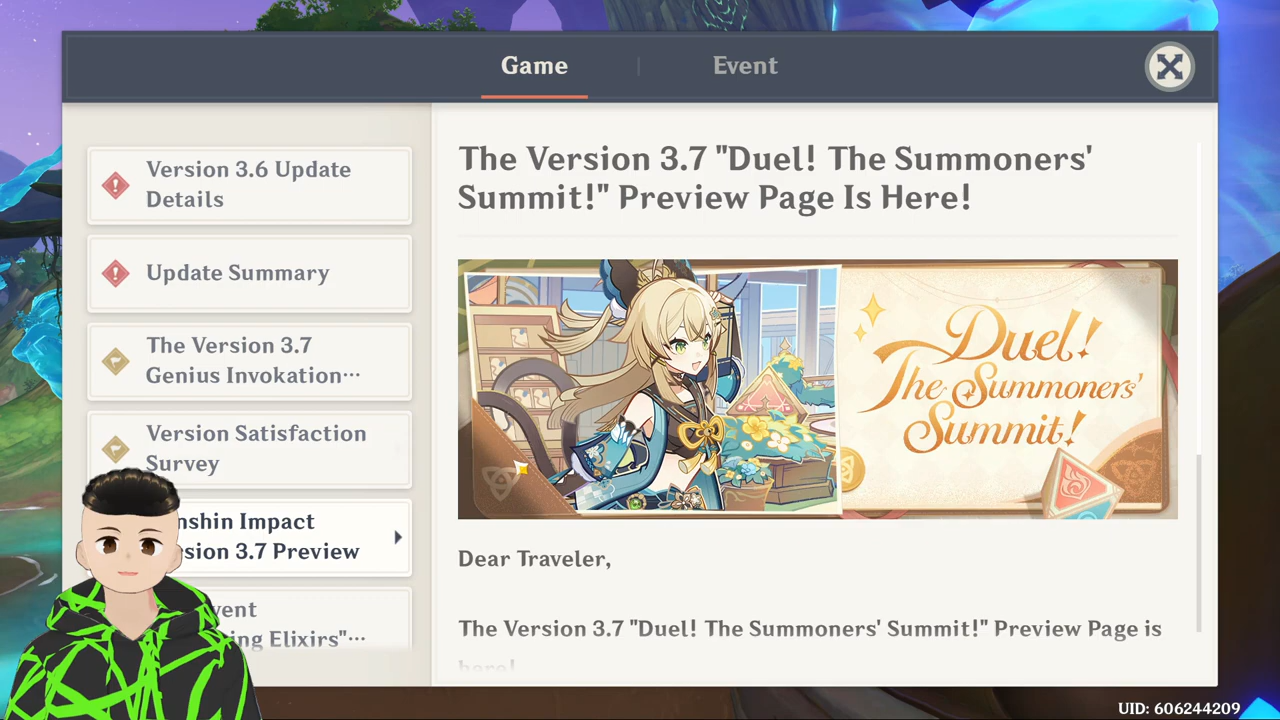 Game
Event
Version 3.6 Update
Details
Update Summary
The Version 3.7
Genius Invokation···
Version Satisfaction
Survey
nshin Impact
sion 3.7 Preview
vent
ing Elixirs"···
The Version 3.7 "Duel! The Summoners'
Summit!" Preview Page Is Here!
Duel!
The Summoners'
Summit!
Dear Traveler,
The Version 3.7 "Duel! The Summoners' Summit!" Preview Page is
here!
UID: 606244209